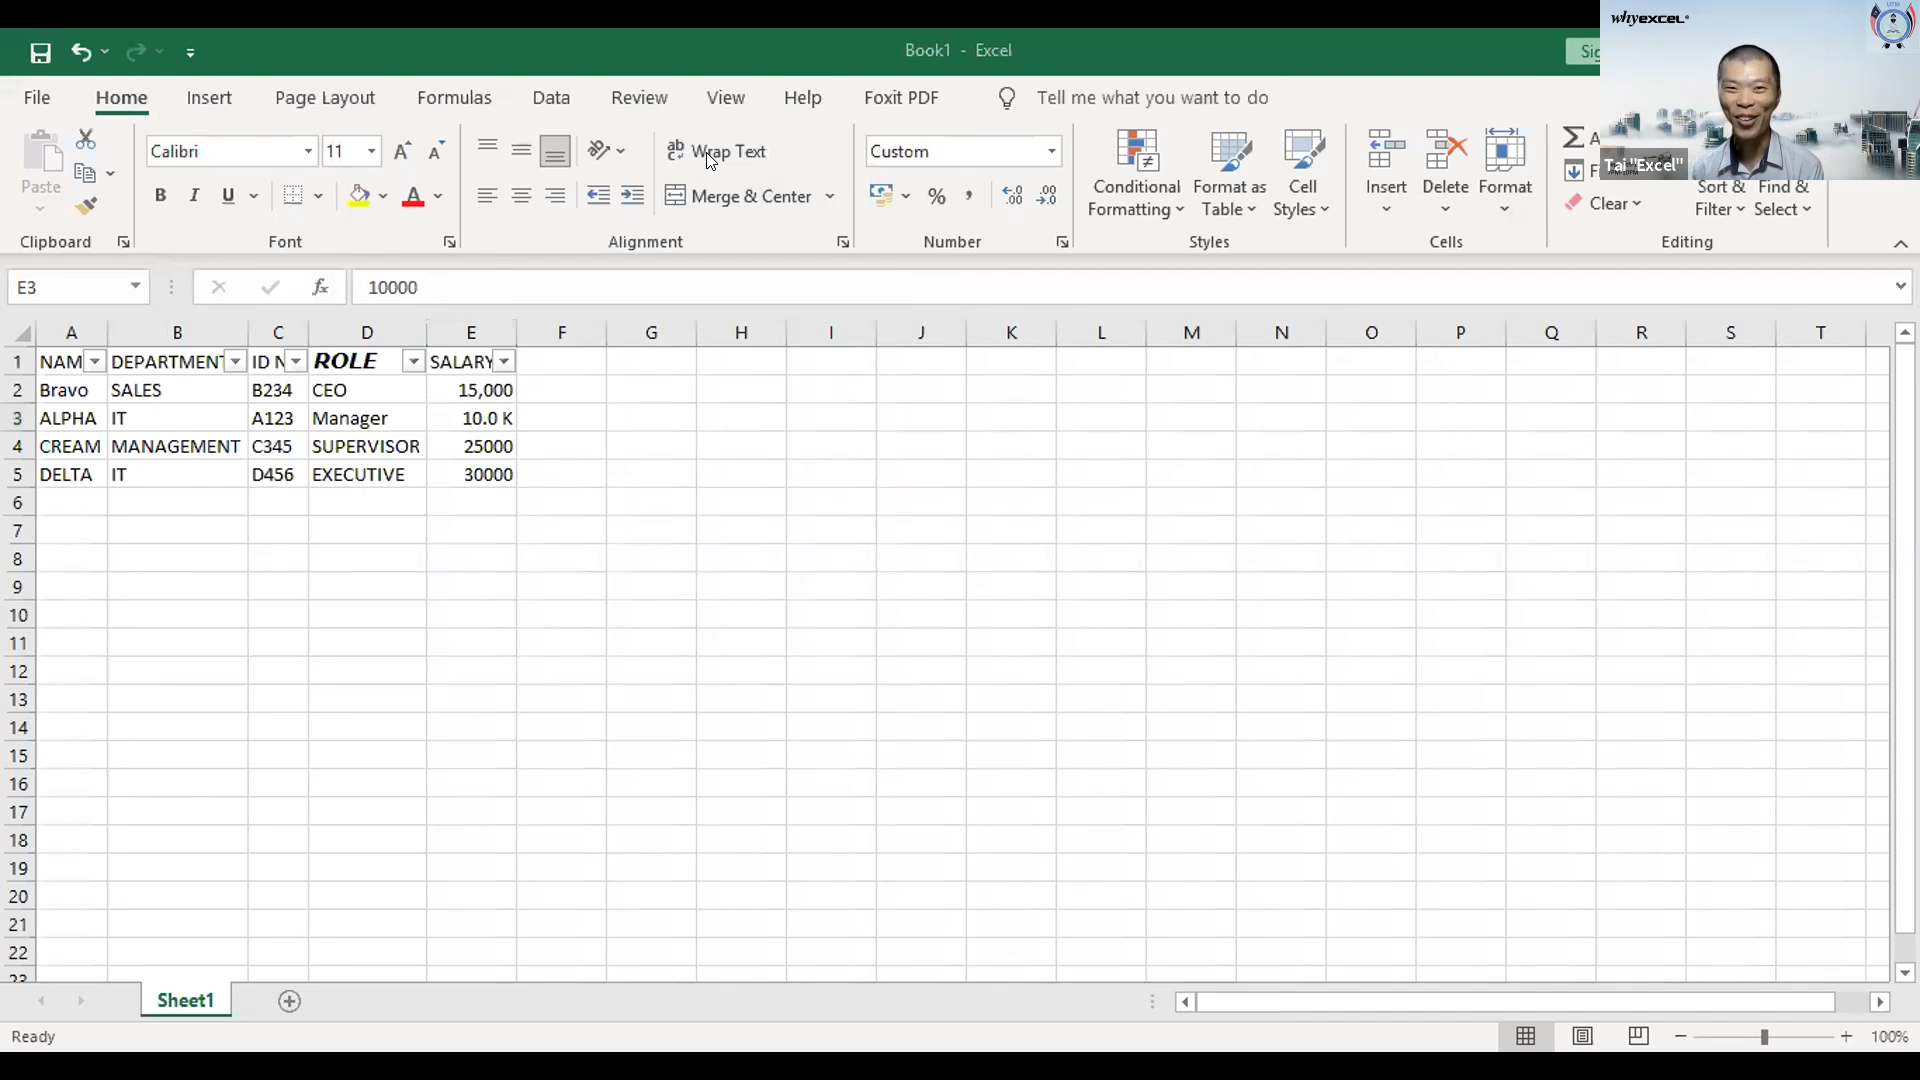 Book1 - Excel
whyEXCEL
UTM
File Home Insert Page Layout Formulas Data Review View Help Foxit PDF Tell me what you want to do
Calibri 11 Wrap Text Custom
Tai "Excel"
Paste B I U Merge & Center % , Conditional Formatting Format as Table Cell Styles Insert Delete Format Clear Sort & Filter Find & Select
Clipboard Font Alignment Number Styles Cells Editing
E3 fx 10000
A B C D E F G H I J K L M N O P Q R S T
1 NAM DEPARTMENT ID N ROLE SALARY
2 Bravo SALES B234 CEO 15,000
3 ALPHA IT A123 Manager 10.0 K
4 CREAM MANAGEMENT C345 SUPERVISOR 25000
5 DELTA IT D456 EXECUTIVE 30000
6
7
8
9
10
11
12
13
14
15
16
17
18
19
20
21
22
23
Sheet1
Ready 100%